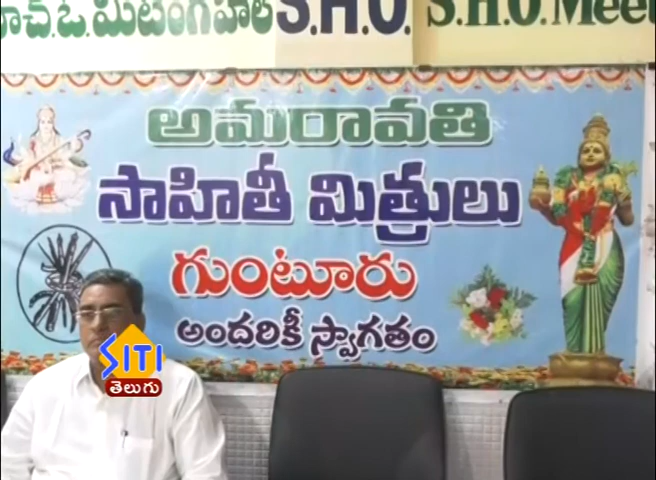 హెచ్.ఓ.మీటింగ్‌హాల్ S.H.O. S.H.O. Meet
అమరావతి
సాహితీ మిత్రులు
గుంటూరు
అందరికీ స్వాగతం
SITI
తెలుగు